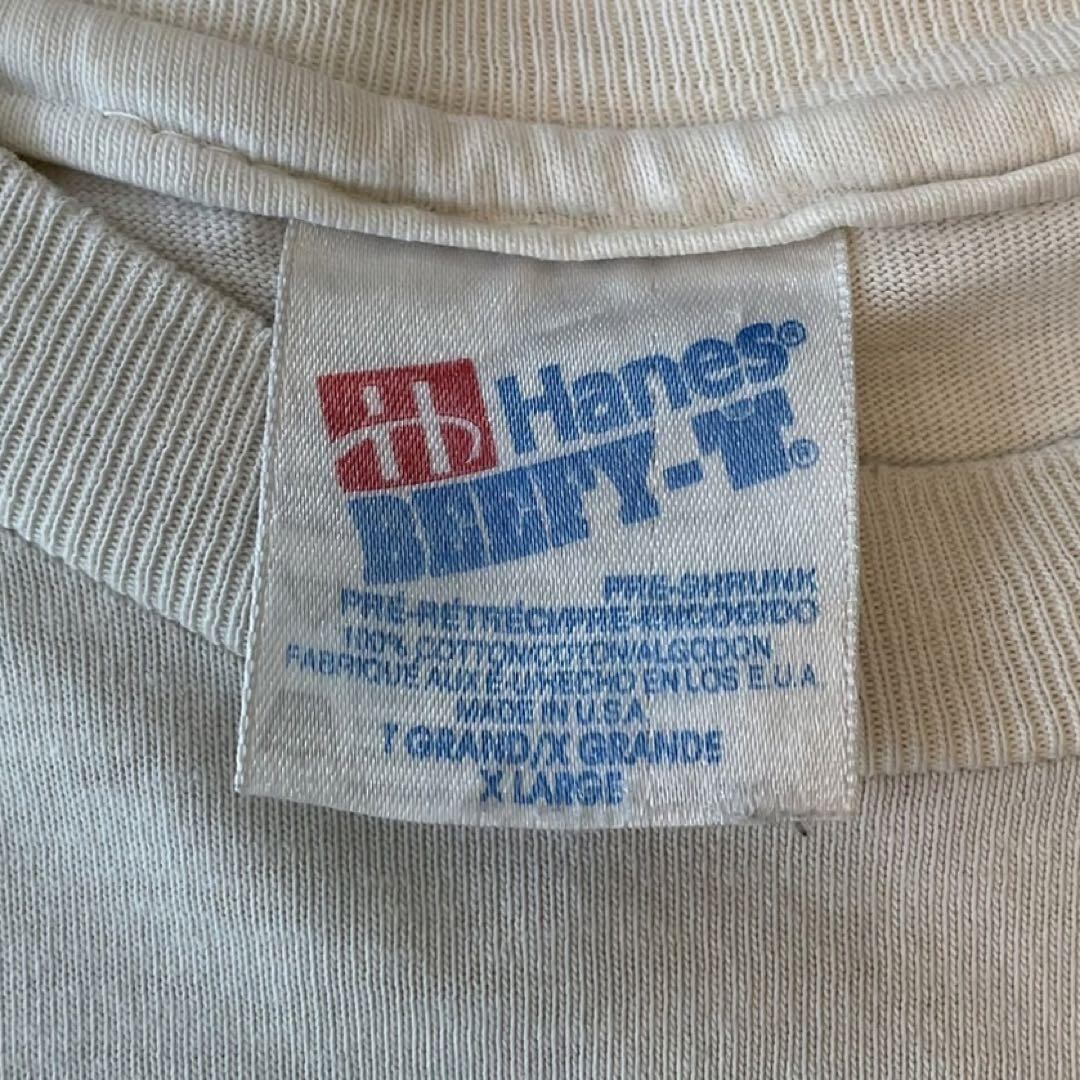 Hanes®
BEEFY-T.®
PRE-SHRUNK
PRÉ-RÉTRÉCI/PRE-ENCOGIDO
100% COTTON/COTON/ALGODON
FABRIQUÉ AUX É-U/HECHO EN LOS E.U.A
MADE IN U.S.A
T GRAND/X GRANDE
X LARGE